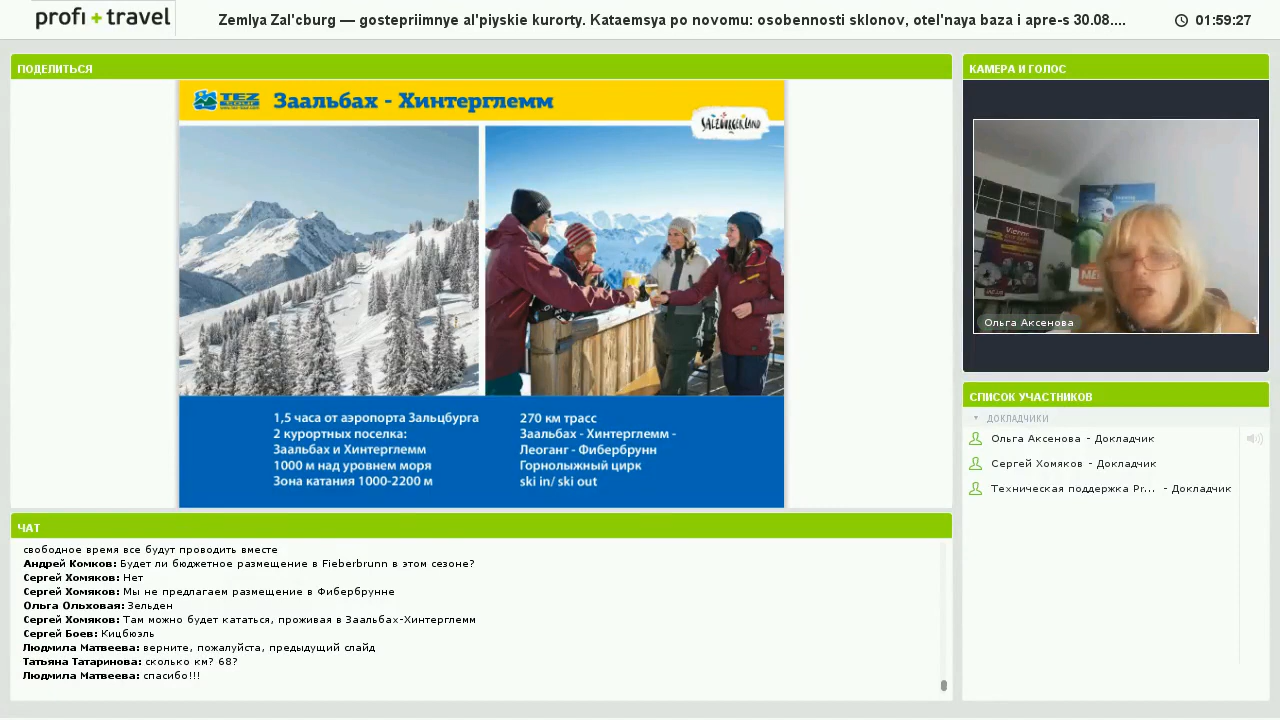 profi + travel
Zemlya Zal'cburg — gostepriimnye al'piyskie kurorty. Kataemsya po novomu: osobennosti sklonov, otel'naya baza i apre-s 30.08....
01:59:27
ПОДЕЛИТЬСЯ
TEZ TOUR
Заальбах - Хинтерглемм
SALZBURGERLAND
1,5 часа от аэропорта Зальцбурга
2 курортных поселка:
Заальбах и Хинтерглемм
1000 м над уровнем моря
Зона катания 1000-2200 м
270 км трасс
Заальбах - Хинтерглемм -
Леоганг - Фибербрунн
Горнолыжный цирк
ski in/ ski out
КАМЕРА И ГОЛОС
Ольга Аксенова
СПИСОК УЧАСТНИКОВ
ДОКЛАДЧИКИ
Ольга Аксенова - Докладчик
Сергей Хомяков - Докладчик
Техническая поддержка Pr... - Докладчик
ЧАТ
свободное время все будут проводить вместе
Андрей Комков: Будет ли бюджетное размещение в Fieberbrunn в этом сезоне?
Сергей Хомяков: Нет
Сергей Хомяков: Мы не предлагаем размещение в Фибербрунне
Ольга Ольховая: Зельден
Сергей Хомяков: Там можно будет кататься, проживая в Заальбах-Хинтерглемм
Сергей Боев: Кицбюэль
Людмила Матвеева: верните, пожалуйста, предыдущий слайд
Татьяна Татаринова: сколько км? 68?
Людмила Матвеева: спасибо!!!